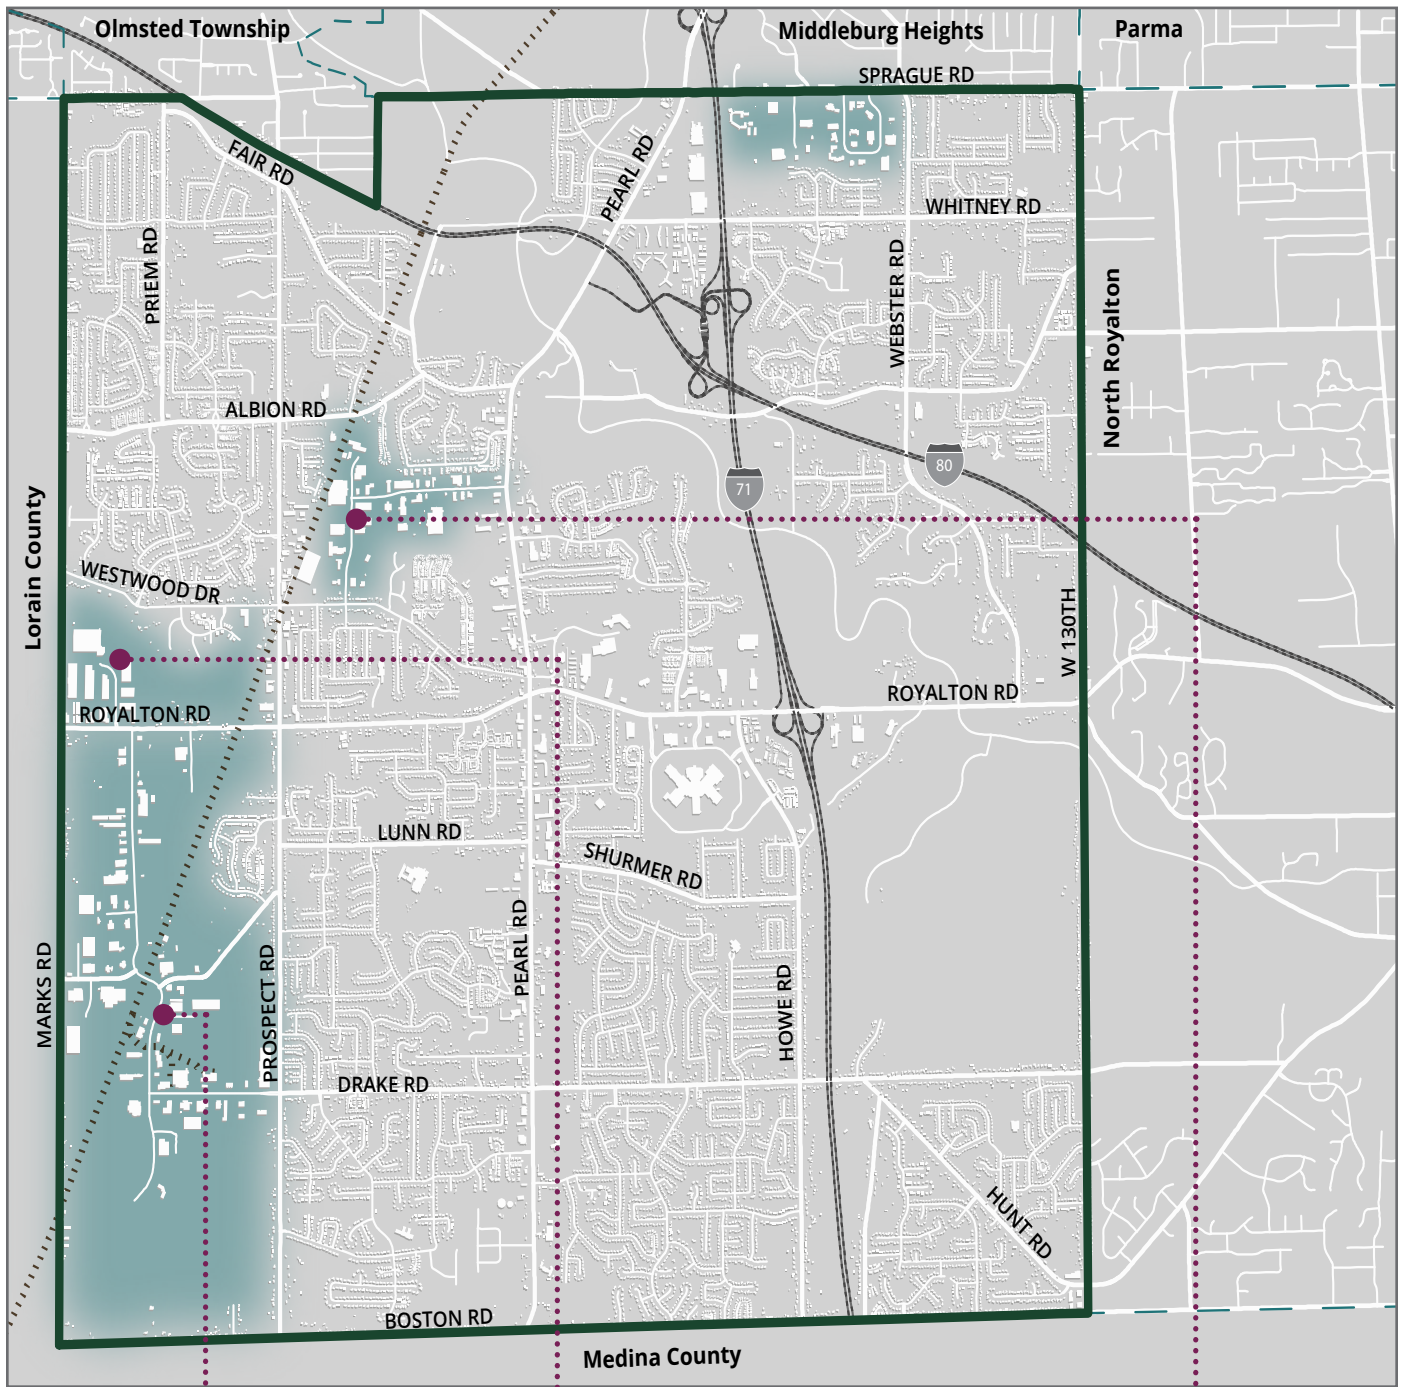 Olmsted Township
Middleburg Heights
Parma
SPRAGUE RD
FAIR RD
PEARL RD
WHITNEY RD
PRIEM RD
WEBSTER RD
North Royalton
ALBION RD
80
71
Lorain County
WESTWOOD DR
W 130TH
ROYALTON RD
ROYALTON RD
LUNN RD
SHURMER RD
PEARL RD
MARKS RD
PROSPECT RD
HOWE RD
DRAKE RD
HUNT RD
BOSTON RD
Medina County